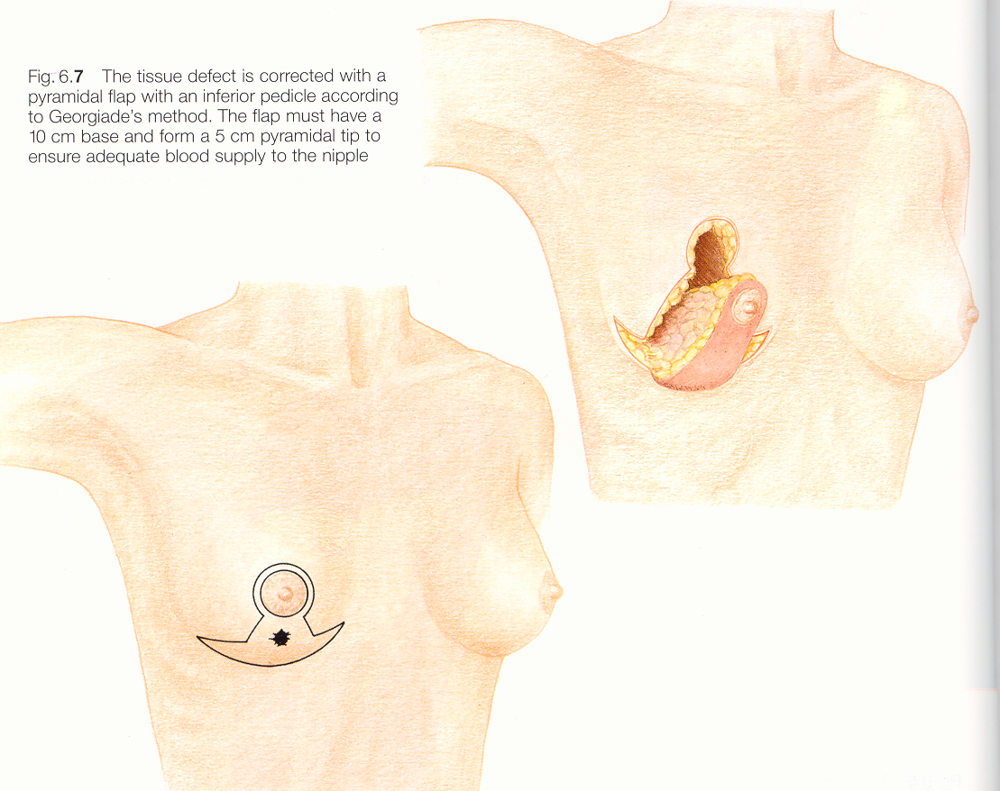 Fig. 6.7 The tissue defect is corrected with a
pyramidal flap with an inferior pedicle according
to Georgiade's method. The flap must have a
10 cm base and form a 5 cm pyramidal tip to
ensure adequate blood supply to the nipple